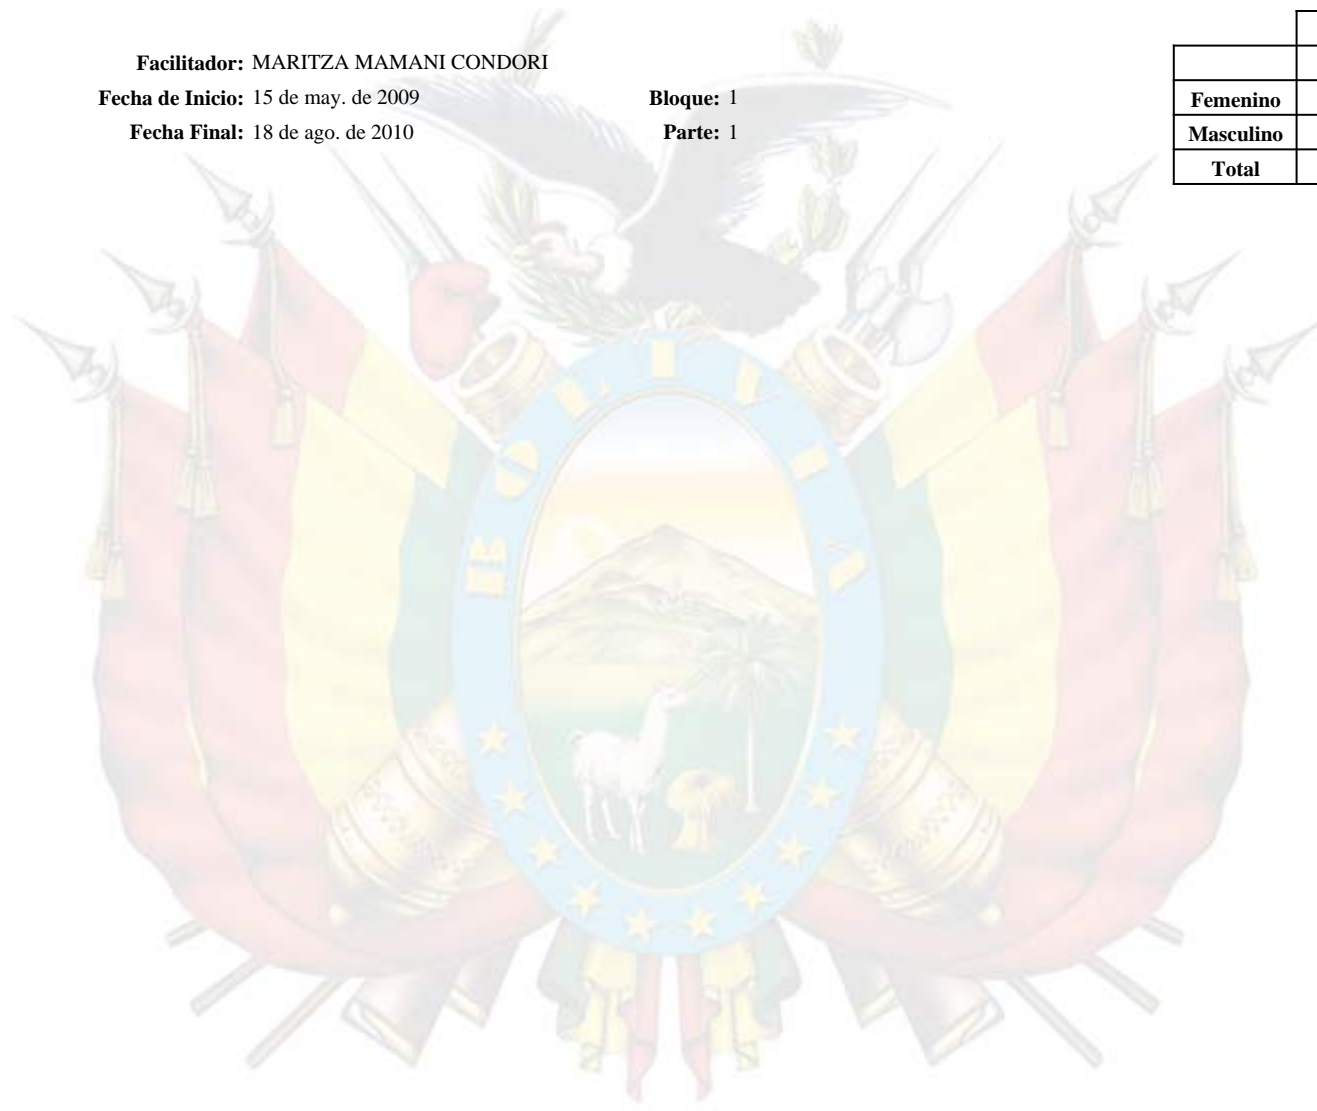 Facilitador: MARITZA MAMANI CONDORI
Fecha de Inicio: 15 de may. de 2009 Bloque: 1
Fecha Final: 18 de ago. de 2010 Parte: 1
Femenino
Masculino
Total
BOLIVIA